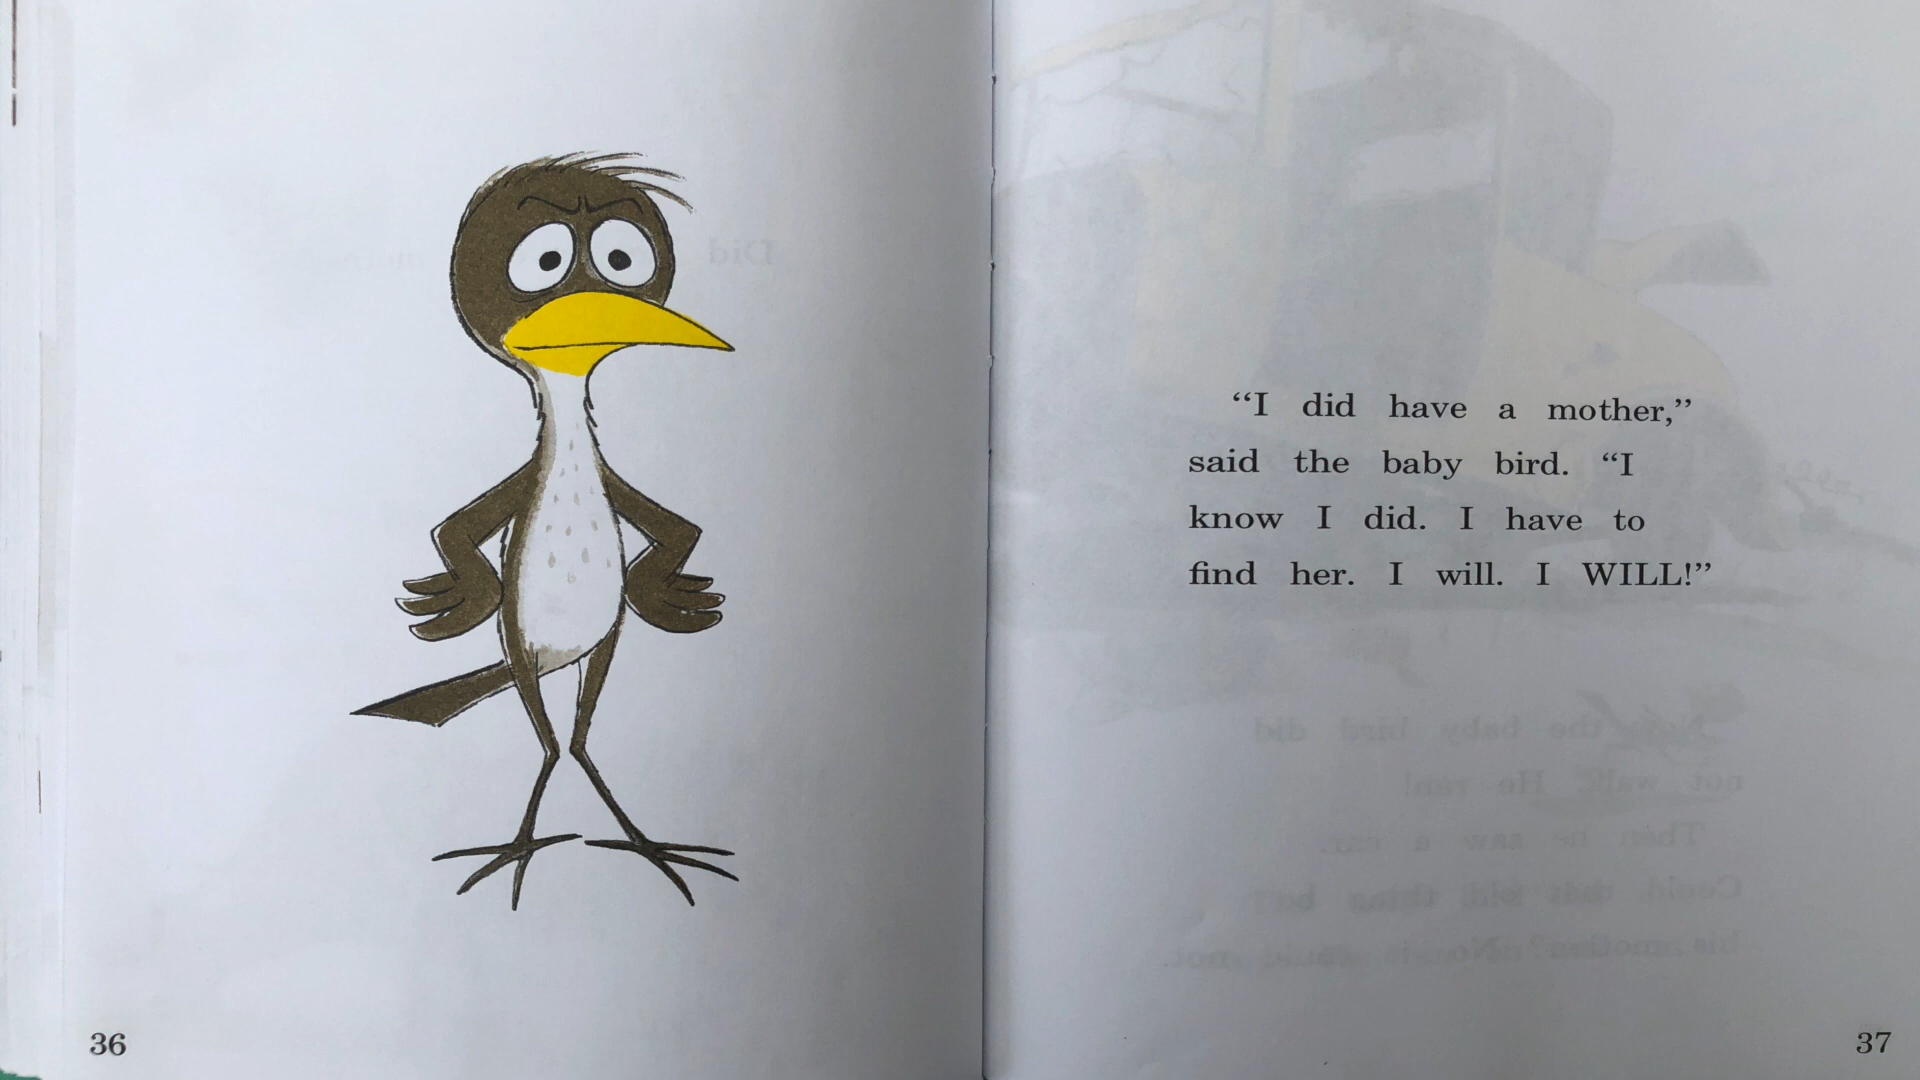 “I did have a mother,”
said the baby bird. “I
know I did. I have to
find her. I will. I WILL!”
36
37